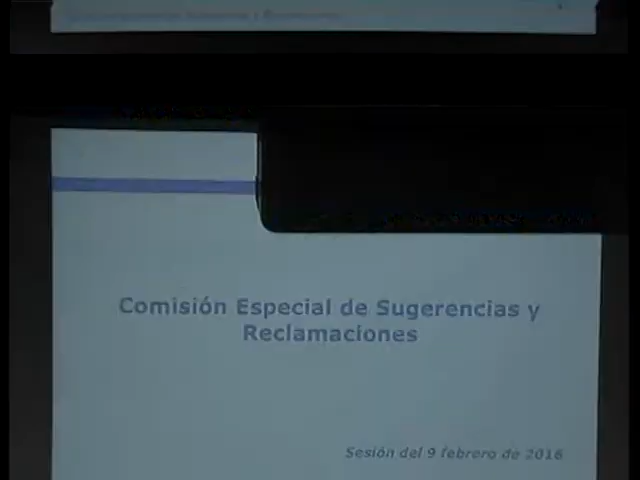 Comisión Especial de Sugerencias y
Reclamaciones
Sesión del 9 febrero de 2016